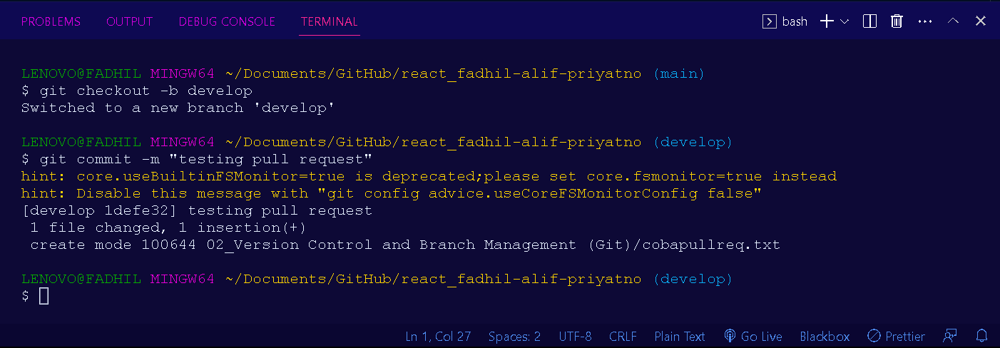 PROBLEMS OUTPUT DEBUG CONSOLE TERMINAL bash
LENOVO@FADHIL MINGW64 ~/Documents/GitHub/react_fadhil-alif-priyatno (main)
$ git checkout -b develop
Switched to a new branch 'develop'
LENOVO@FADHIL MINGW64 ~/Documents/GitHub/react_fadhil-alif-priyatno (develop)
$ git commit -m "testing pull request"
hint: core.useBuiltinFSMonitor=true is deprecated;please set core.fsmonitor=true instead
hint: Disable this message with "git config advice.useCoreFSMonitorConfig false"
[develop 1defe32] testing pull request
 1 file changed, 1 insertion(+)
 create mode 100644 02_Version Control and Branch Management (Git)/cobapullreq.txt
LENOVO@FADHIL MINGW64 ~/Documents/GitHub/react_fadhil-alif-priyatno (develop)
$
Ln 1, Col 27 Spaces: 2 UTF-8 CRLF Plain Text Go Live Blackbox Prettier